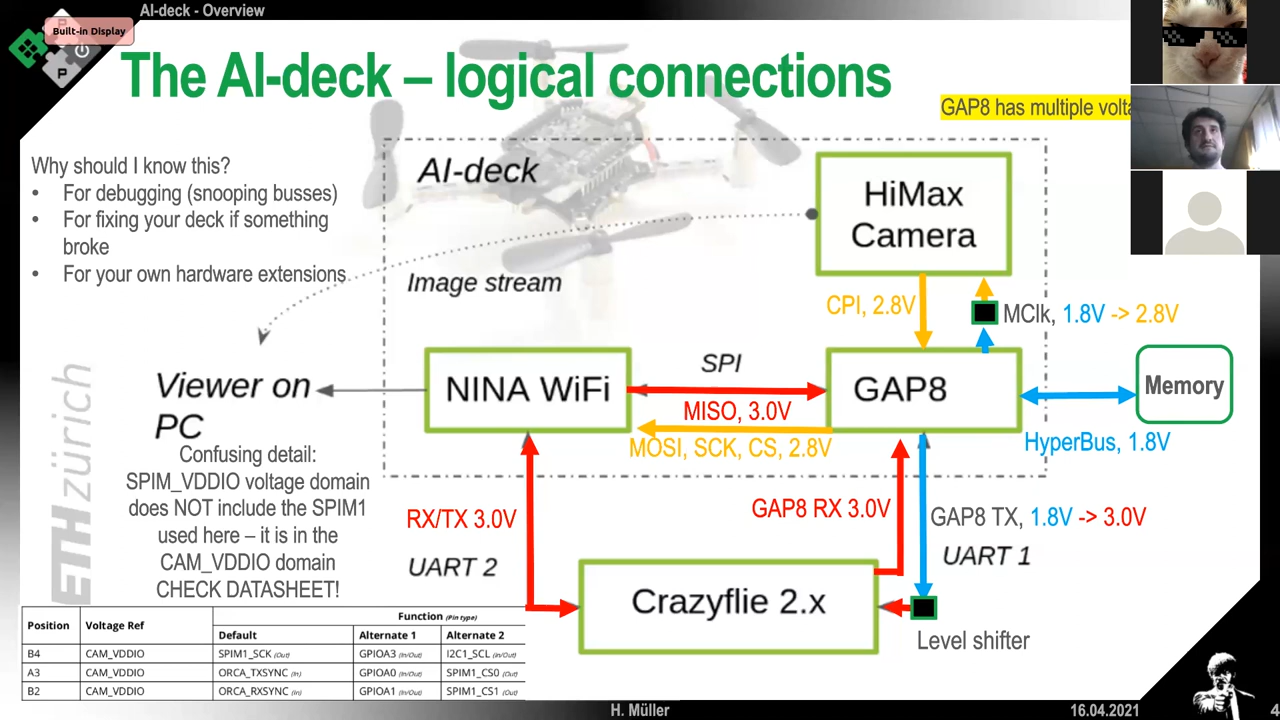 AI-deck - Overview
Built-in Display
P
P
The AI-deck – logical connections
GAP8 has multiple volta
Why should I know this?
• For debugging (snooping busses)
• For fixing your deck if something
broke
• For your own hardware extensions
AI-deck
HiMax
Camera
Image stream
CPI, 2.8V
MClk, 1.8V -> 2.8V
Viewer on
PC
NINA WiFi
SPI
MISO, 3.0V
MOSI, SCK, CS, 2.8V
GAP8
Memory
HyperBus, 1.8V
Confusing detail:
SPIM_VDDIO voltage domain
does NOT include the SPIM1
used here – it is in the
CAM_VDDIO domain
CHECK DATASHEET!
ETH zürich
RX/TX 3.0V
UART 2
GAP8 RX 3.0V
GAP8 TX, 1.8V -> 3.0V
UART 1
Crazyflie 2.x
Level shifter
Position Voltage Ref Function (Pin type)
Default Alternate 1 Alternate 2
B4 CAM_VDDIO SPIM1_SCK (Out) GPIOA3 (In/Out) I2C1_SCL (In/Out)
A3 CAM_VDDIO ORCA_TXSYNC (In) GPIOA0 (In/Out) SPIM1_CS0 (Out)
B2 CAM_VDDIO ORCA_RXSYNC (In) GPIOA1 (In/Out) SPIM1_CS1 (Out)
H. Müller
16.04.2021
4